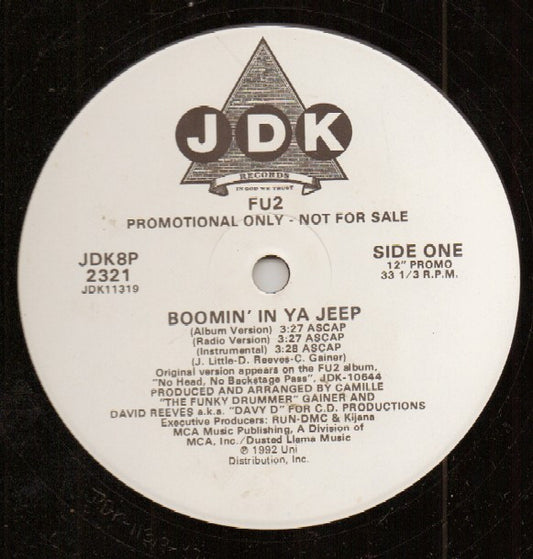 JDK
RECORDS
IN GOD WE TRUST
FU2
PROMOTIONAL ONLY - NOT FOR SALE
JDK8P
2321
JDK11319
SIDE ONE
12" PROMO
33 1/3 R.P.M.
BOOMIN' IN YA JEEP
(Album Version) 3:27 ASCAP
(Radio Version) 3:27 ASCAP
(Instrumental) 3:28 ASCAP
(J. Little-D. Reeves-C. Gainer)
Original version appears on the FU2 album,
"No Head, No Backstage Pass", JDK-10644
PRODUCED AND ARRANGED BY CAMILLE
"THE FUNKY DRUMMER" GAINER AND
DAVID REEVES a.k.a. "DAVY D" FOR C.D. PRODUCTIONS
Executive Producers: RUN-DMC & Kijana
MCA Music Publishing, A Division of
MCA, Inc./Dusted Llama Music
℗ 1992 Uni
Distribution, Inc.